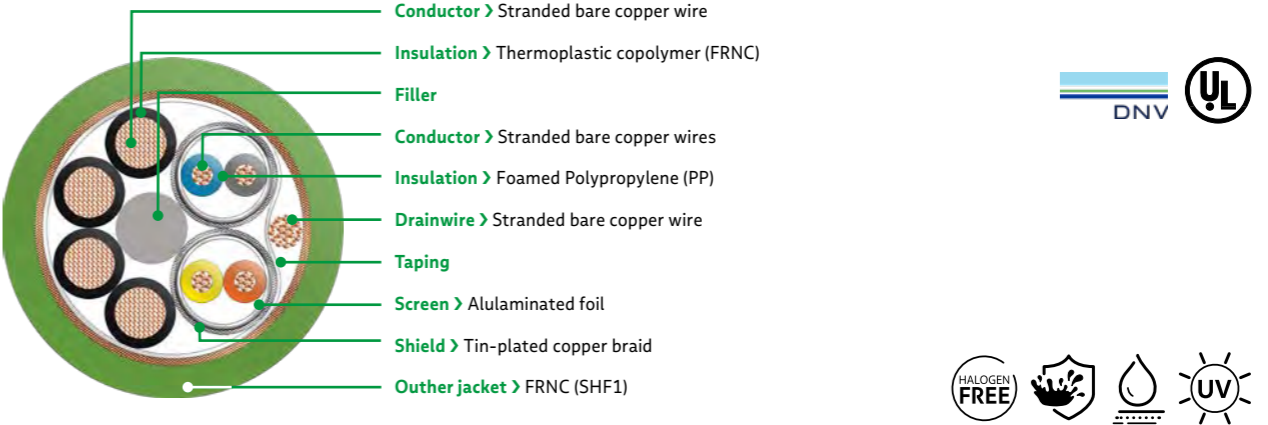 Conductor › Stranded bare copper wire
Insulation › Thermoplastic copolymer (FRNC)
Filler
Conductor › Stranded bare copper wires
Insulation › Foamed Polypropylene (PP)
Drainwire › Stranded bare copper wire
Taping
Screen › Alulaminated foil
Shield › Tin-plated copper braid
Outher jacket › FRNC (SHF1)
DNV
UL
HALOGEN
FREE
UV